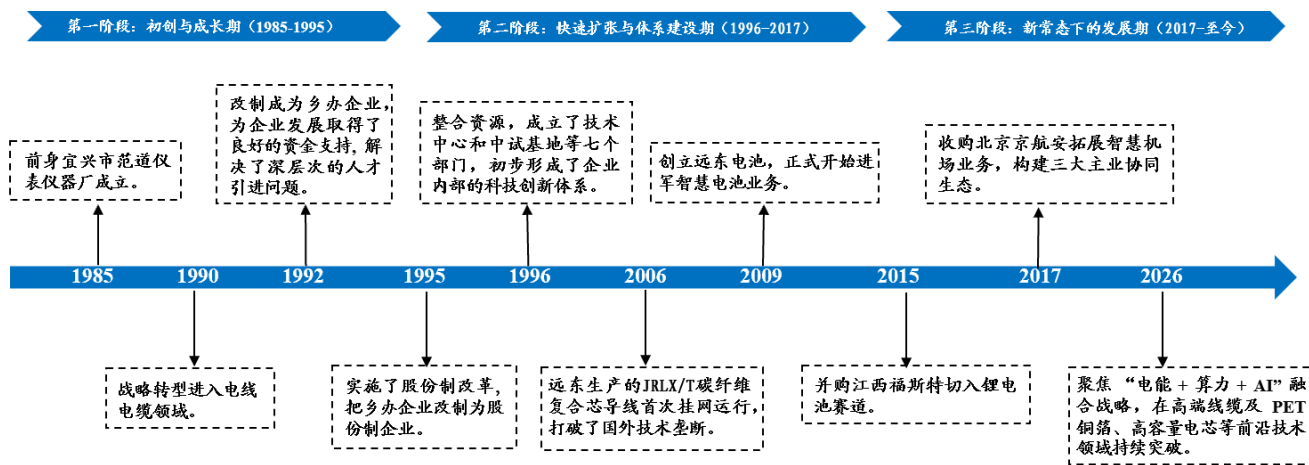 第一阶段：初创与成长期（1985-1995）
第二阶段：快速扩张与体系建设期（1996-2017）
第三阶段：新常态下的发展期（2017-至今）
前身宜兴市范道仪
表仪器厂成立。
改制成为乡办企业，
为企业发展取得了
良好的资金支持，解
决了深层次的人才
引进问题。
整合资源，成立了技术
中心和中试基地等七个
部门，初步形成了企业
内部的科技创新体系。
创立远东电池，正式开始进
军智慧电池业务。
收购北京京航安拓展智慧机
场业务，构建三大主业协同
生态。
1985 1990 1992 1995 1996 2006 2009 2015 2017 2026
战略转型进入电线
电缆领域。
实施了股份制改革，
把乡办企业改制为股
份制企业。
远东生产的JRLX/T碳纤维
复合芯导线首次挂网运行，
打破了国外技术垄断。
并购江西福斯特切入锂电
池赛道。
聚焦“电能 + 算力 + AI”融
合战略，在高端线缆及 PET
铜箔、高容量电芯等前沿技术
领域持续突破。